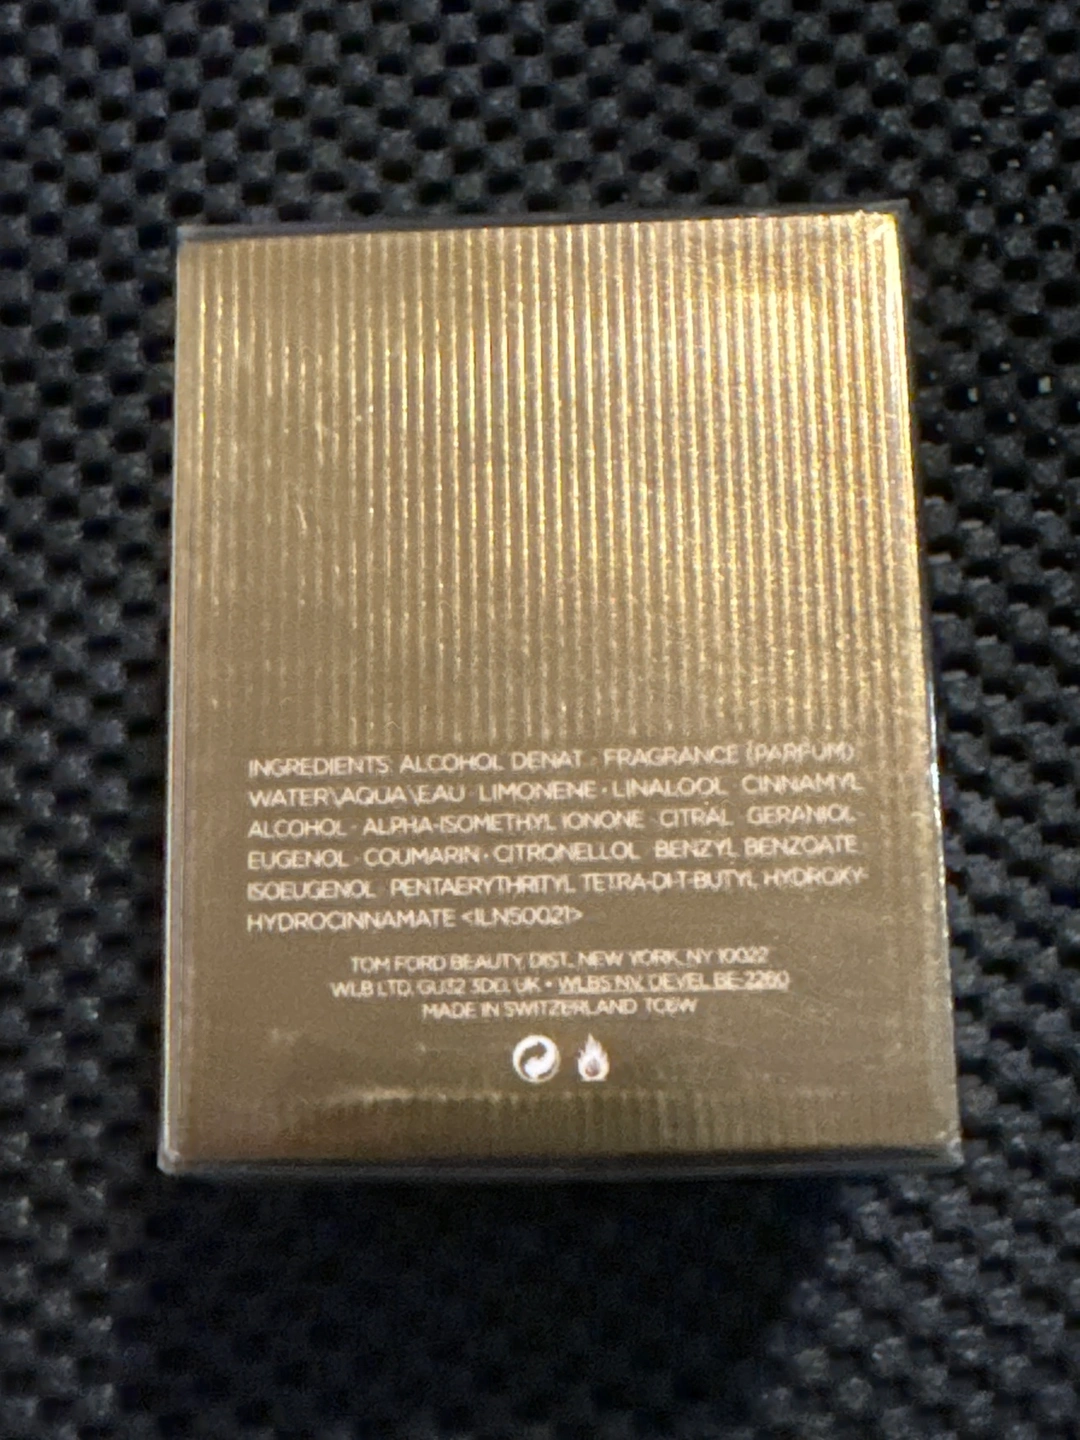 INGREDIENTS: ALCOHOL DENAT · FRAGRANCE (PARFUM)
WATER\AQUA\EAU · LIMONENE · LINALOOL · CINNAMYL
ALCOHOL · ALPHA-ISOMETHYL IONONE · CITRAL · GERANIOL ·
EUGENOL · COUMARIN · CITRONELLOL · BENZYL BENZOATE
ISOEUGENOL · PENTAERYTHRITYL TETRA-DI-T-BUTYL HYDROXY-
HYDROCINNAMATE <ILN50021>
TOM FORD BEAUTY, DIST. NEW YORK, NY 10022
WLB LTD. GU32 3DG, UK • WLBS NV, OEVEL BE-2260
MADE IN SWITZERLAND TC6W